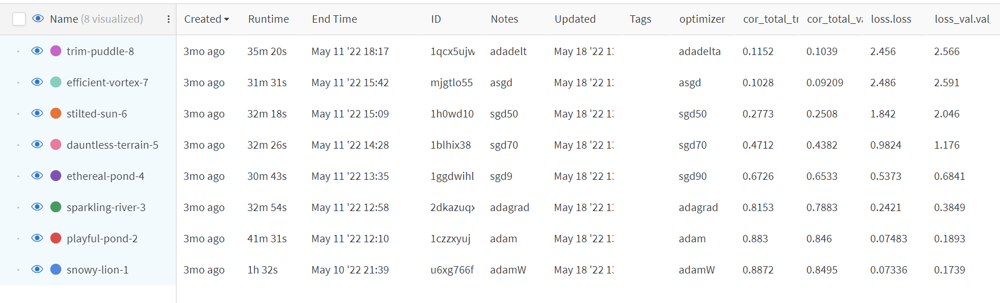 Name (8 visualized) Created Runtime End Time ID Notes Updated Tags optimizer cor_total_tr cor_total_va loss.loss loss_val.val_
trim-puddle-8 3mo ago 35m 20s May 11 '22 18:17 1qcx5ujw adadelt May 18 '22 1 adadelta 0.1152 0.1039 2.456 2.566
efficient-vortex-7 3mo ago 31m 31s May 11 '22 15:42 mjgtlo55 asgd May 18 '22 1 asgd 0.1028 0.09209 2.486 2.591
stilted-sun-6 3mo ago 32m 18s May 11 '22 15:09 1h0wd10 sgd50 May 18 '22 1 sgd50 0.2773 0.2508 1.842 2.046
dauntless-terrain-5 3mo ago 32m 26s May 11 '22 14:28 1blhix38 sgd70 May 18 '22 1 sgd70 0.4712 0.4382 0.9824 1.176
ethereal-pond-4 3mo ago 30m 43s May 11 '22 13:35 1ggdwihl sgd9 May 18 '22 1 sgd90 0.6726 0.6533 0.5373 0.6841
sparkling-river-3 3mo ago 32m 54s May 11 '22 12:58 2dkazuqx adagrad May 18 '22 1 adagrad 0.8153 0.7883 0.2421 0.3849
playful-pond-2 3mo ago 41m 31s May 11 '22 12:10 1czzxyuj adam May 18 '22 1 adam 0.883 0.846 0.07483 0.1893
snowy-lion-1 3mo ago 1h 32s May 10 '22 21:39 u6xg766f adamW May 18 '22 1 adamW 0.8872 0.8495 0.07336 0.1739